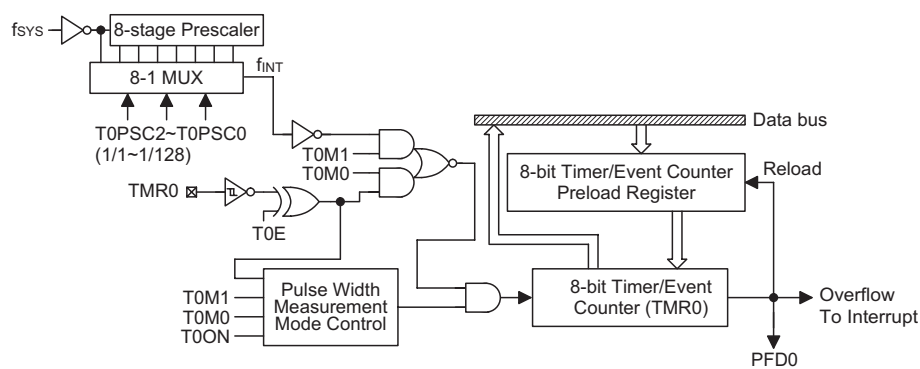 fSYS
8-stage Prescaler
8-1 MUX
fINT
T0PSC2~T0PSC0
(1/1~1/128)
T0M1
T0M0
TMR0
T0E
Data bus
8-bit Timer/Event Counter
Preload Register
Reload
T0M1
T0M0
T0ON
Pulse Width
Measurement
Mode Control
8-bit Timer/Event
Counter (TMR0)
Overflow
To Interrupt
PFD0